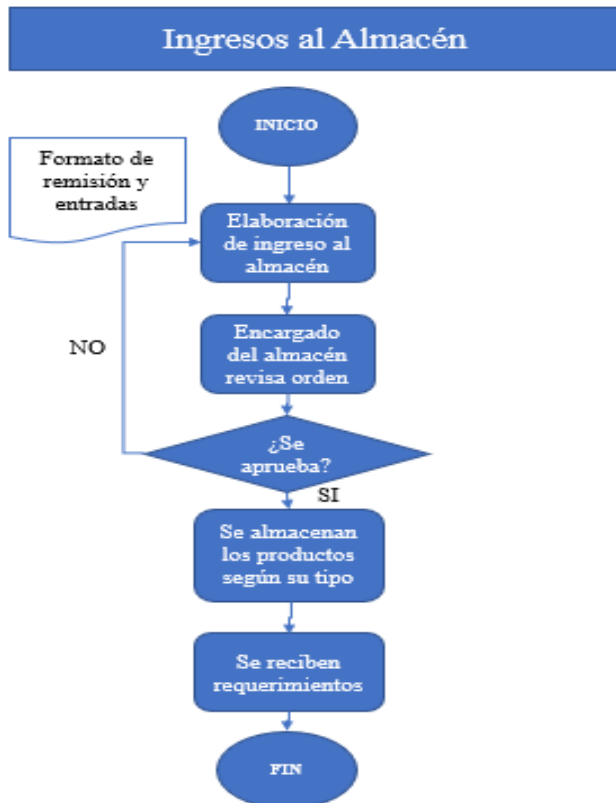 Ingresos al Almacén
INICIO
Formato de
remisión y
entradas
Elaboración
de ingreso al
almacén
Encargado
del almacén
revisa orden
NO
¿Se
aprueba?
SI
Se almacenan
los productos
según su tipo
Se reciben
requerimientos
FIN